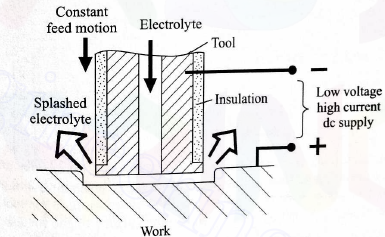 Constant
feed motion
Electrolyte
Tool
−
Splashed
electrolyte
Insulation
Low voltage
high current
dc supply
+
Work